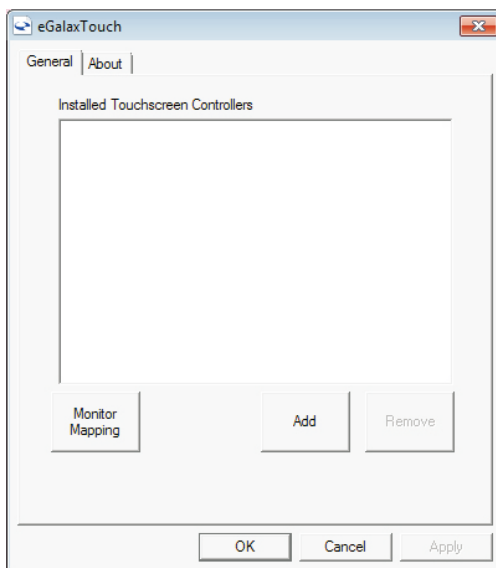 eGalaxTouch
General
About
Installed Touchscreen Controllers
Monitor
Mapping
Add
Remove
OK
Cancel
Apply